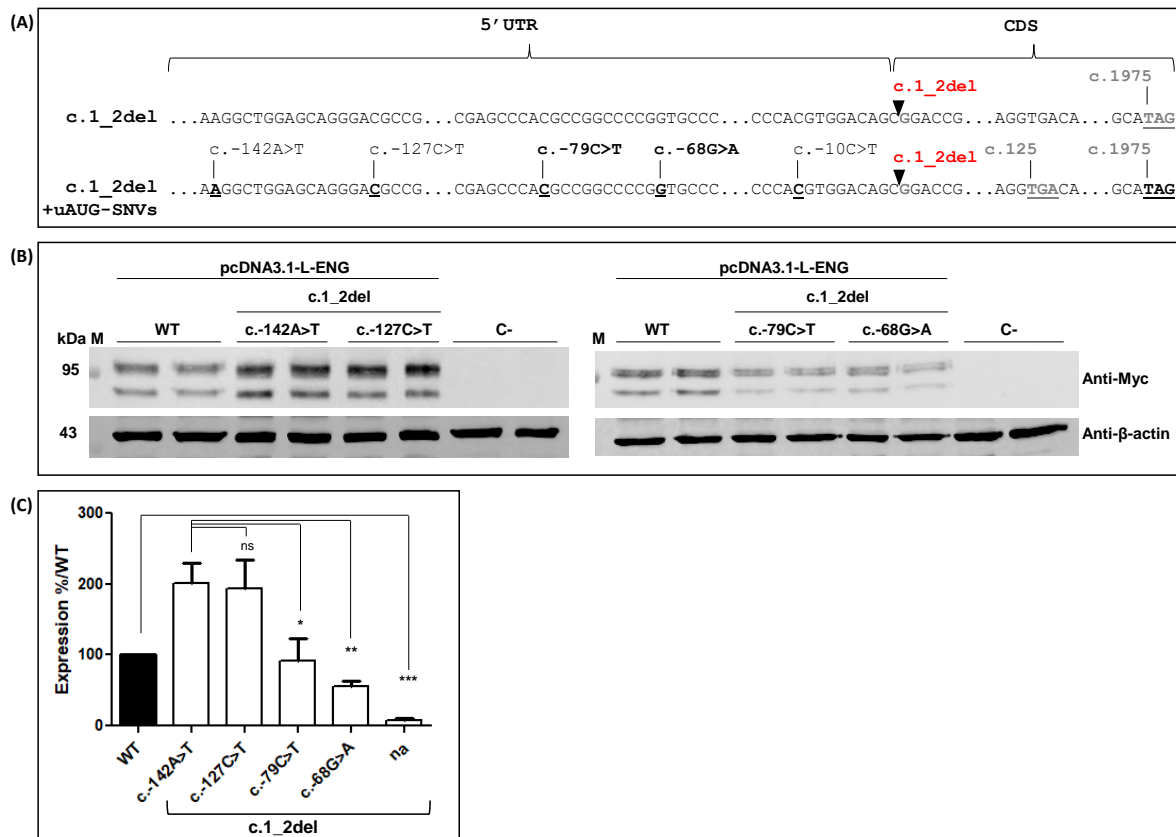 (A)
5'UTR CDS
c.1_2del c.1975
c.1_2del ...AAGGCTGGAGCAGGGACGCCG...CGAGCCCACGCCGGCCCCGGTGCCC...CCCACGTGGACAGCGGACCG...AGGTGACA...GCATAG
c.-142A>T c.-127C>T c.-79C>T c.-68G>A c.-10C>T c.1_2del c.125 c.1975
c.1_2del ...AAGGCTGGAGCAGGGACGCCG...CGAGCCCACGCCGGCCCCGGTGCCC...CCCACGTGGACAGCGGACCG...AGGTGACA...GCATAG
+uAUG-SNVs
(B)
pcDNA3.1-L-ENG pcDNA3.1-L-ENG
c.1_2del c.1_2del
kDa M WT c.-142A>T c.-127C>T C- M WT c.-79C>T c.-68G>A C-
95 Anti-Myc
43 Anti-β-actin
(C)
Expression %/WT
300
200
100
0
ns
*
**
***
WT c.-142A>T c.-127C>T c.-79C>T c.-68G>A na
c.1_2del